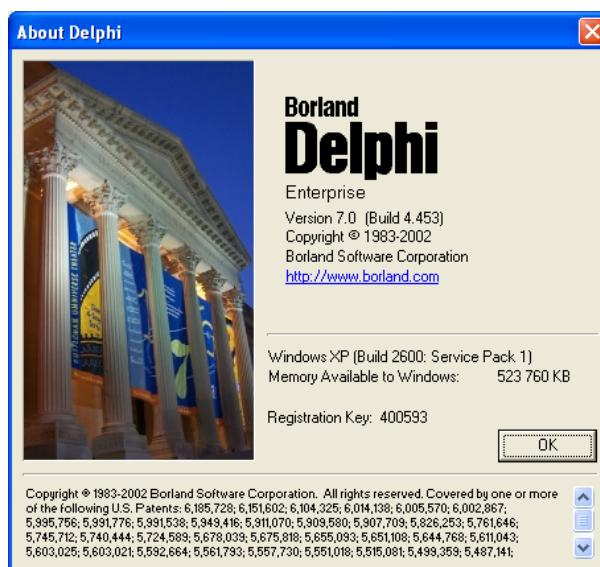 About Delphi
Borland
Delphi
Enterprise
Version 7.0 (Build 4.453)
Copyright © 1983-2002
Borland Software Corporation
http://www.borland.com
Windows XP (Build 2600: Service Pack 1)
Memory Available to Windows: 523 760 KB
Registration Key: 400593
OK
Copyright © 1983-2002 Borland Software Corporation. All rights reserved. Covered by one or more
of the following U.S. Patents: 6,185,728; 6,151,602; 6,104,325; 6,014,138; 6,005,570; 6,002,867;
5,995,756; 5,991,776; 5,991,538; 5,949,416; 5,911,070; 5,909,580; 5,907,709; 5,826,253; 5,761,646;
5,745,712; 5,740,444; 5,724,589; 5,678,039; 5,675,818; 5,655,093; 5,651,108; 5,644,768; 5,611,043;
5,603,025; 5,603,021; 5,592,664; 5,561,793; 5,557,730; 5,551,018; 5,515,081; 5,499,359; 5,487,141;